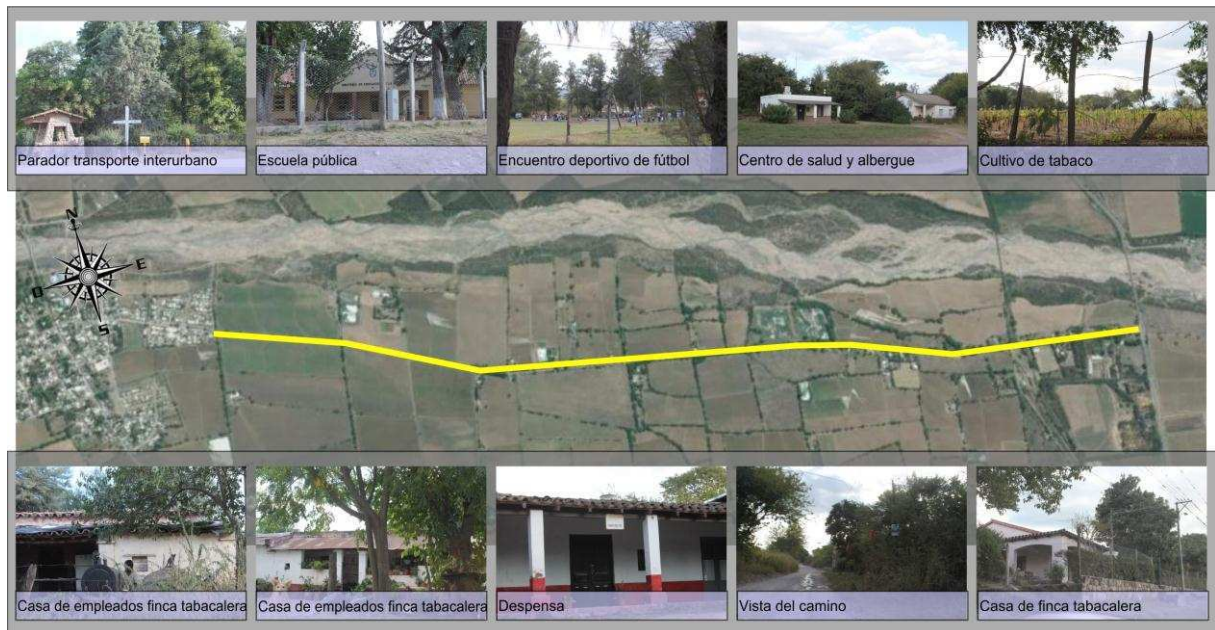 Parador transporte interurbano
Escuela pública
Encuentro deportivo de fútbol
Centro de salud y albergue
Cultivo de tabaco
N
E
O
S
Casa de empleados finca tabacalera
Casa de empleados finca tabacalera
Despensa
Vista del camino
Casa de finca tabacalera